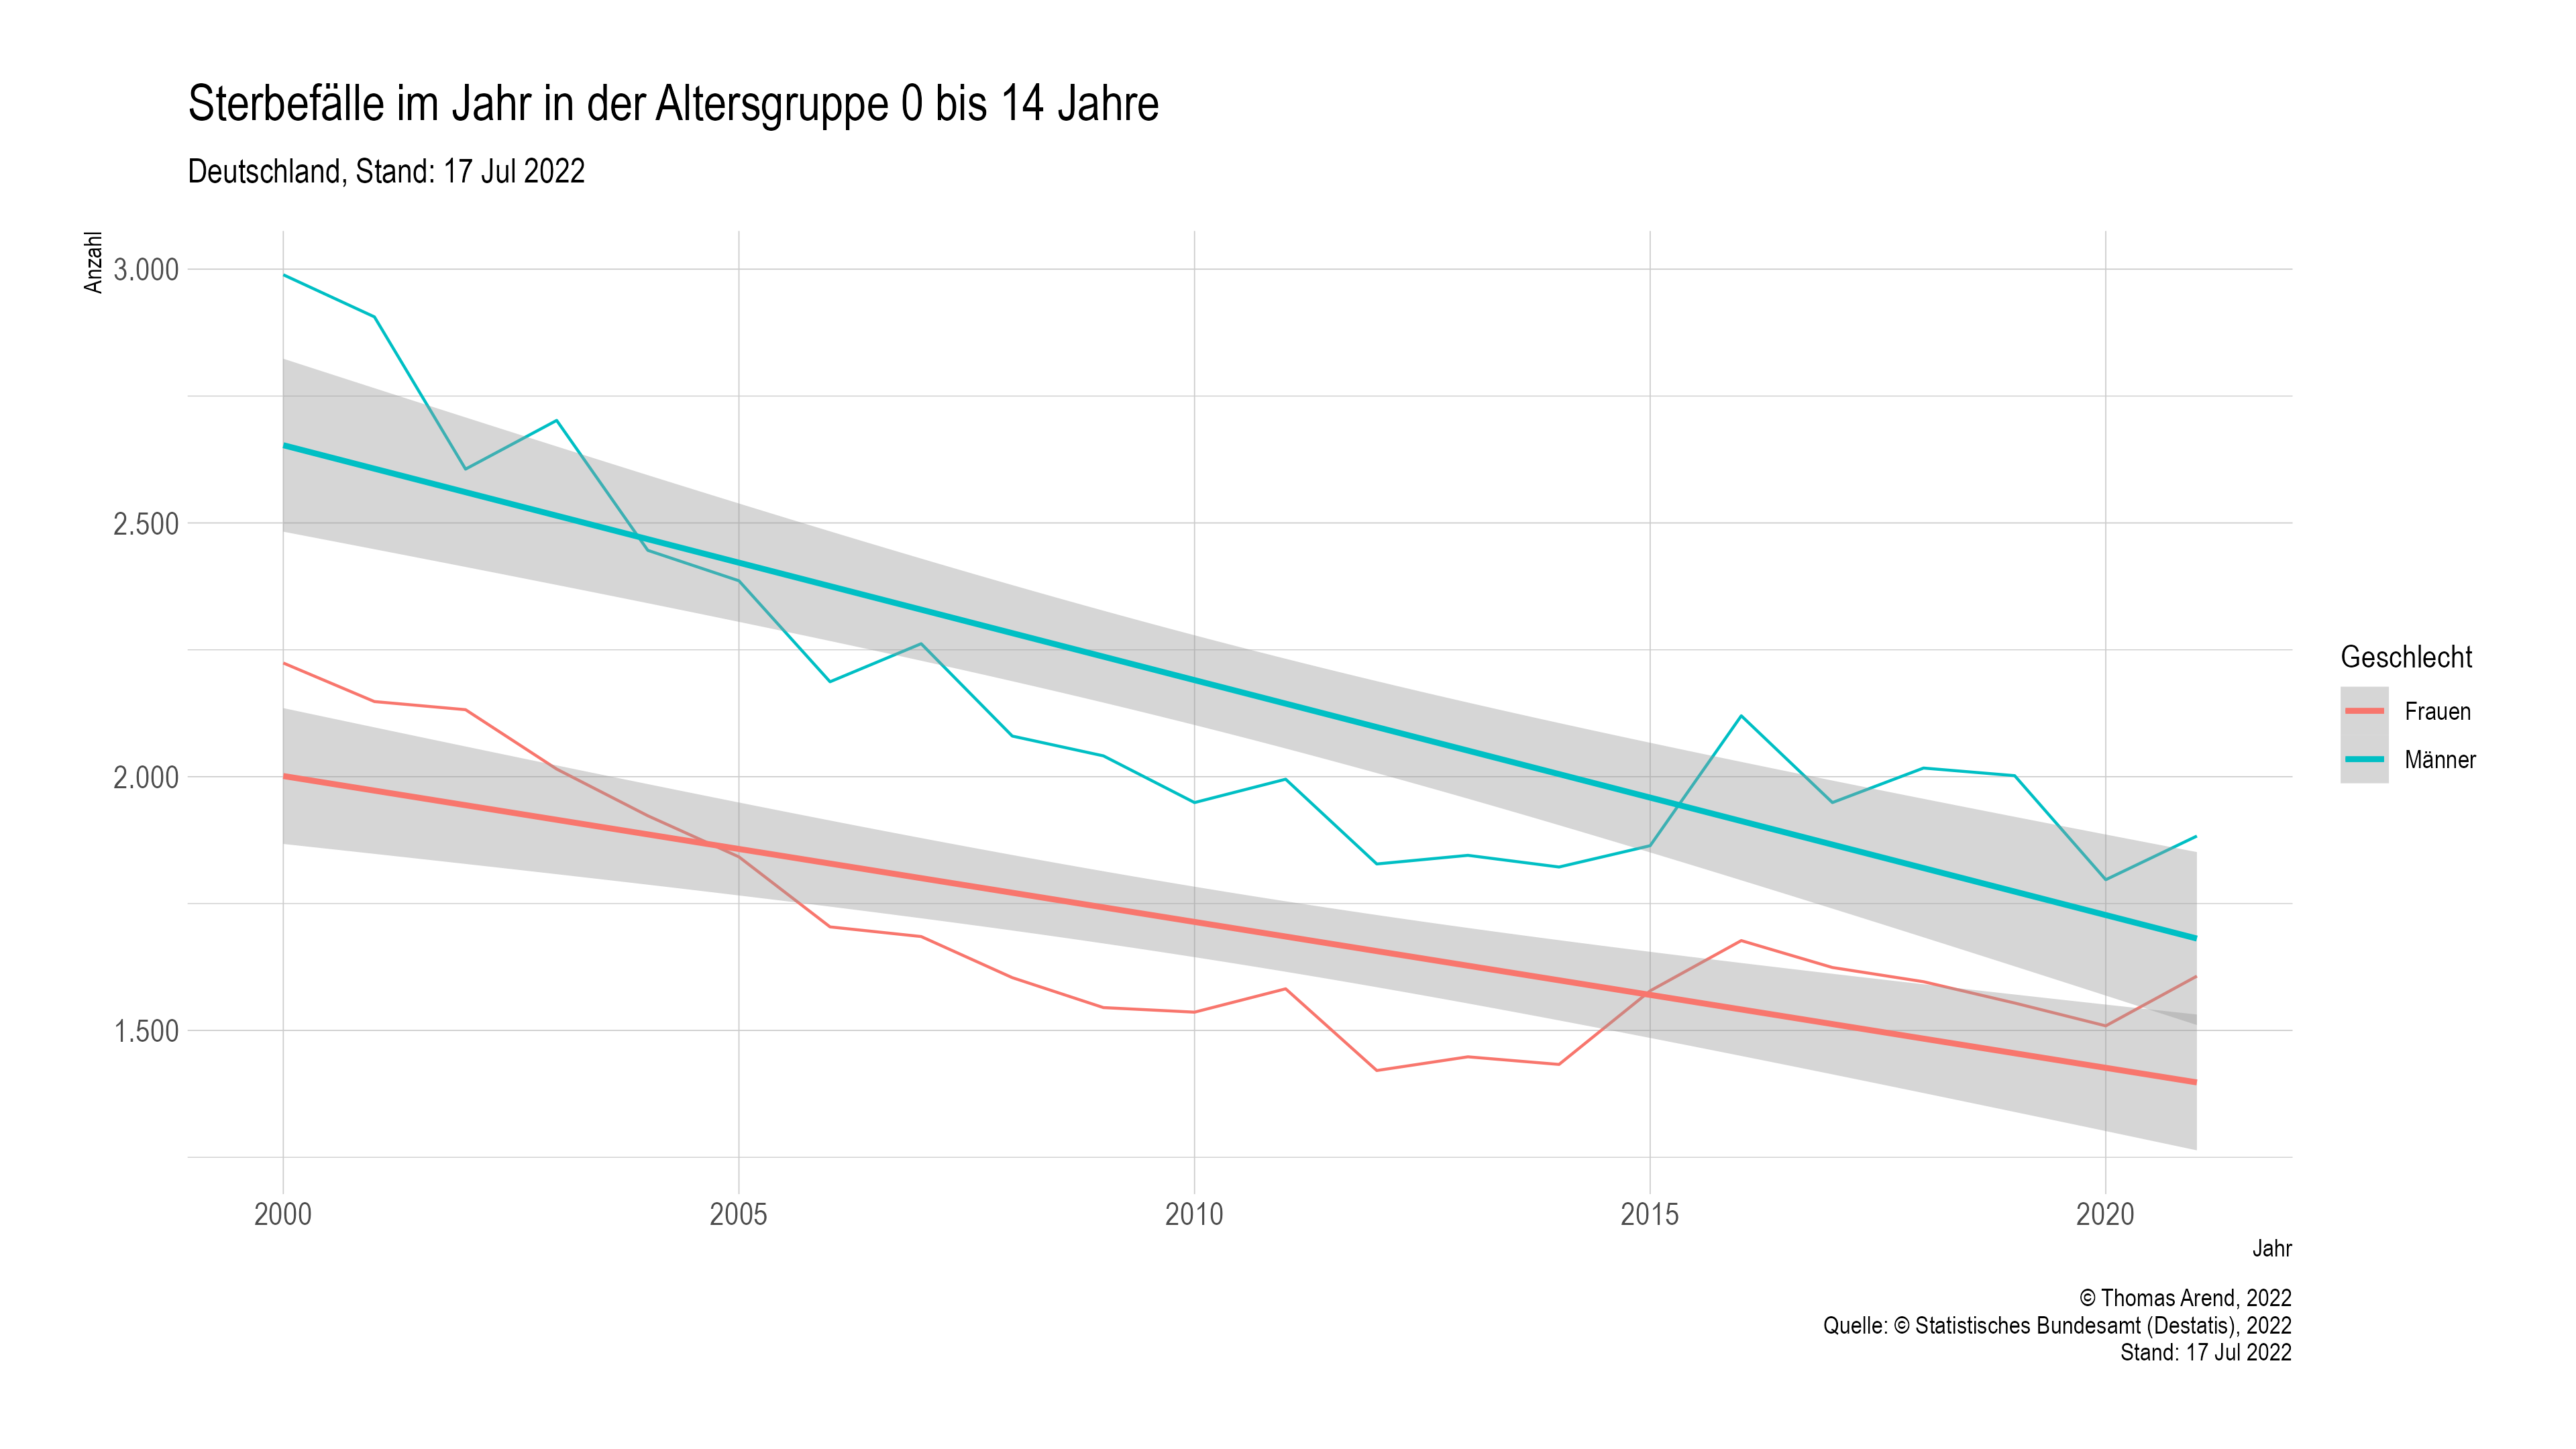 Sterbefälle im Jahr in der Altersgruppe 0 bis 14 Jahre
Deutschland, Stand: 17 Jul 2022
Anzahl
3.000
2.500
2.000
1.500
2000
2005
2010
2015
2020
Jahr
Geschlecht
Frauen
Männer
© Thomas Arend, 2022
Quelle: © Statistisches Bundesamt (Destatis), 2022
Stand: 17 Jul 2022